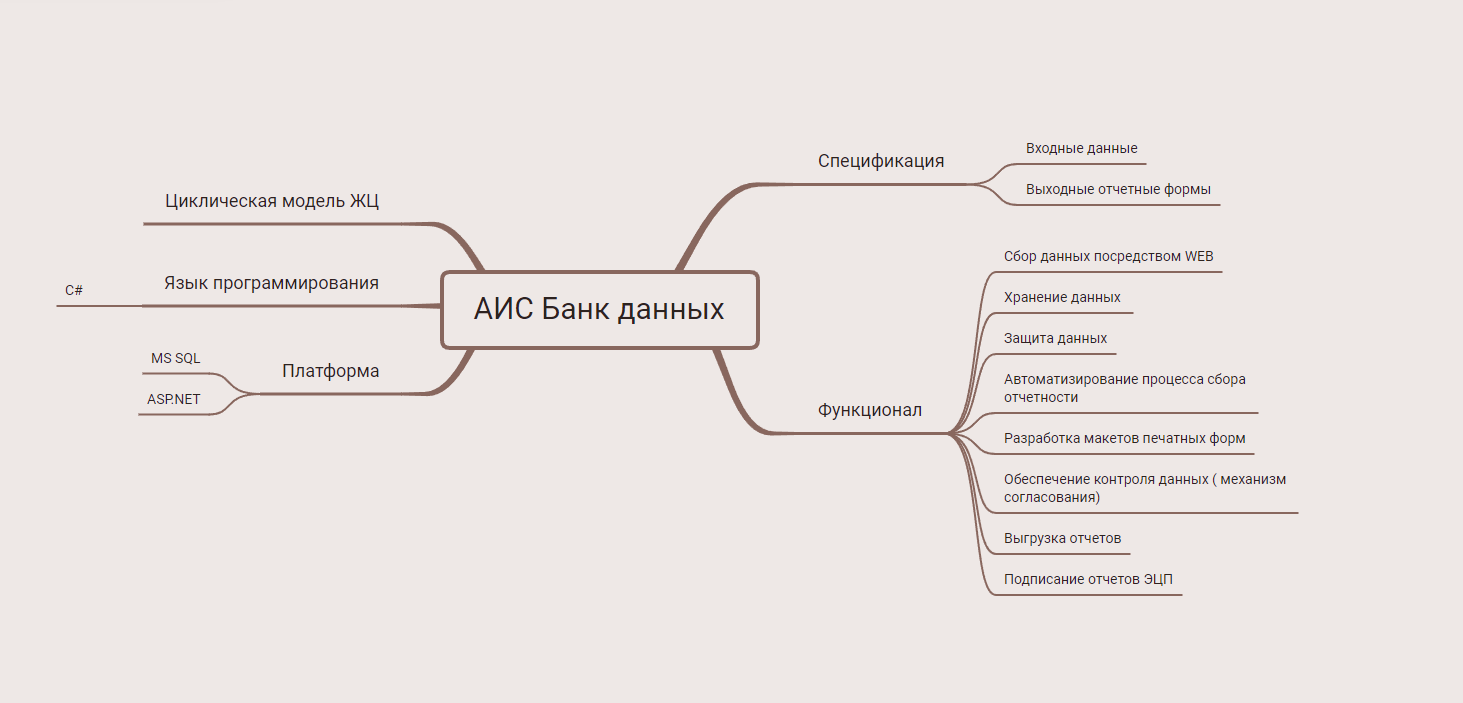 АИС Банк данных
Спецификация
Входные данные
Выходные отчетные формы
Функционал
Сбор данных посредством WEB
Хранение данных
Защита данных
Автоматизирование процесса сбора
отчетности
Разработка макетов печатных форм
Обеспечение контроля данных ( механизм
согласования)
Выгрузка отчетов
Подписание отчетов ЭЦП
Циклическая модель ЖЦ
Язык программирования
C#
Платформа
MS SQL
ASP.NET